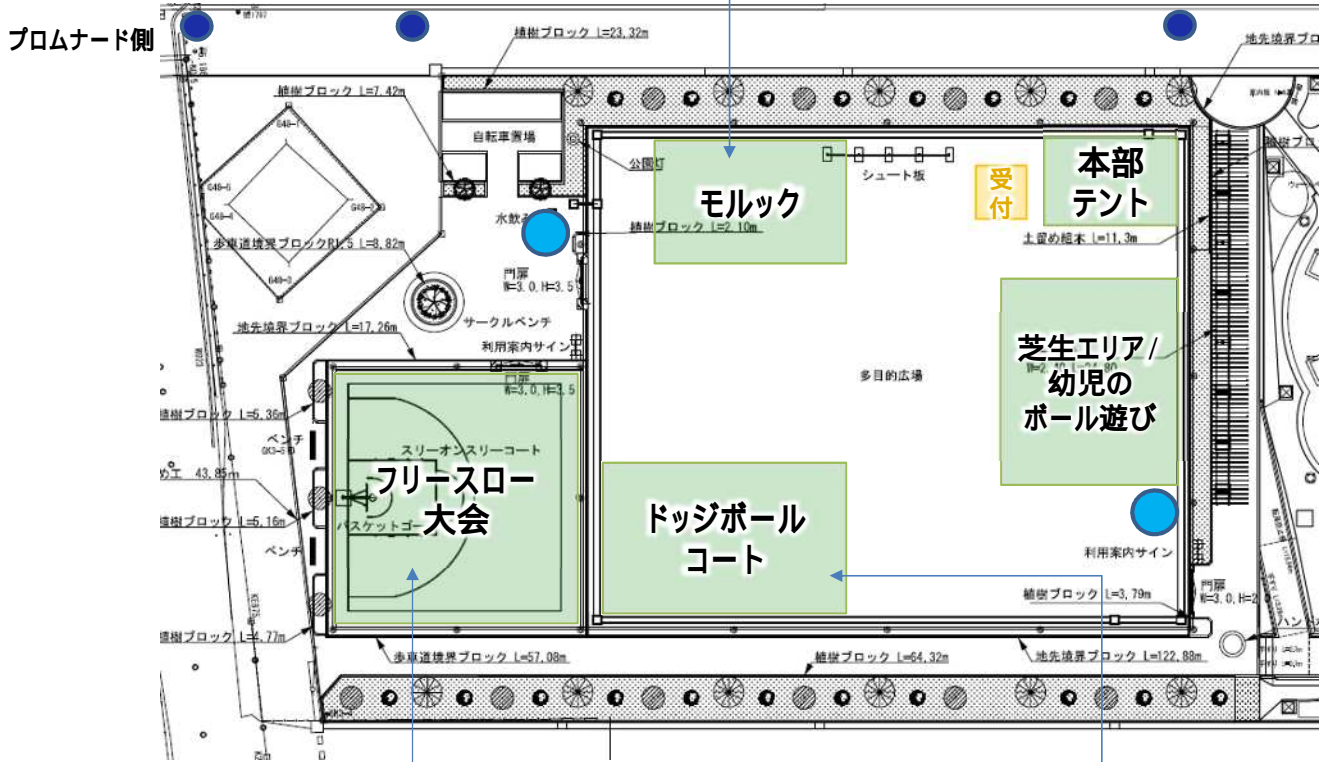 プロムナード側
植樹ブロック L=23,32m
地先境界ブロ
植樹ブロック L=7.42m
自転車置場
公園灯
シュート板
モルック
受付
本部
テント
水飲み
植樹ブロック L=2,10m
土留め組木 L=11,3m
歩車道境界ブロックR1.5 L=8,82m
門扉
W=3.0,H=3.5
サークルベンチ
地先境界ブロック L=17,26m
利用案内サイン
門扉
W=3.0,H=3.5
多目的広場
芝生エリア/
幼児の
ボール遊び
植樹ブロック L=5,36m
ベンチ
スリーオンスリーコート
フリースロー
大会
バスケットゴー
43,85m
植樹ブロック L=5,16m
ベンチ
ドッジボール
コート
利用案内サイン
門扉
W=3.0,H=2
植樹ブロック L=3,79m
植樹ブロック L=4,77m
歩車道境界ブロック L=57,08m
植樹ブロック L=64,32m
地先境界ブロック L=122,88m